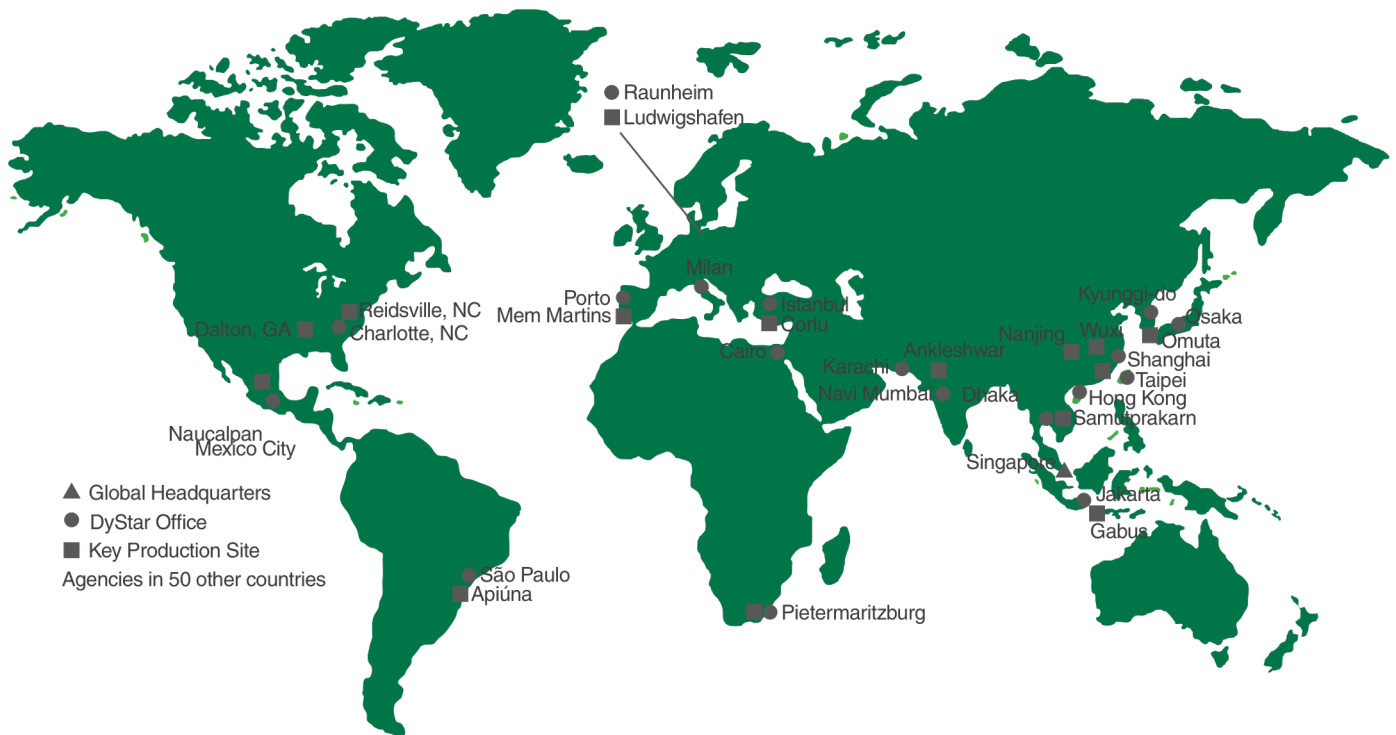 Raunheim
Ludwigshafen
Milan
Porto
Mem Martins
Istanbul
Corlu
Cairo
Reidsville, NC
Dalton, GA
Charlotte, NC
Naucalpan
Mexico City
Kyunggi-do
Osaka
Omuta
Nanjing
Wuxi
Shanghai
Taipei
Hong Kong
Samutprakarn
Ankleshwar
Karachi
Navi Mumbai
Dhaka
Singapore
Jakarta
Gabus
São Paulo
Apiúna
Pietermaritzburg
Global Headquarters
DyStar Office
Key Production Site
Agencies in 50 other countries